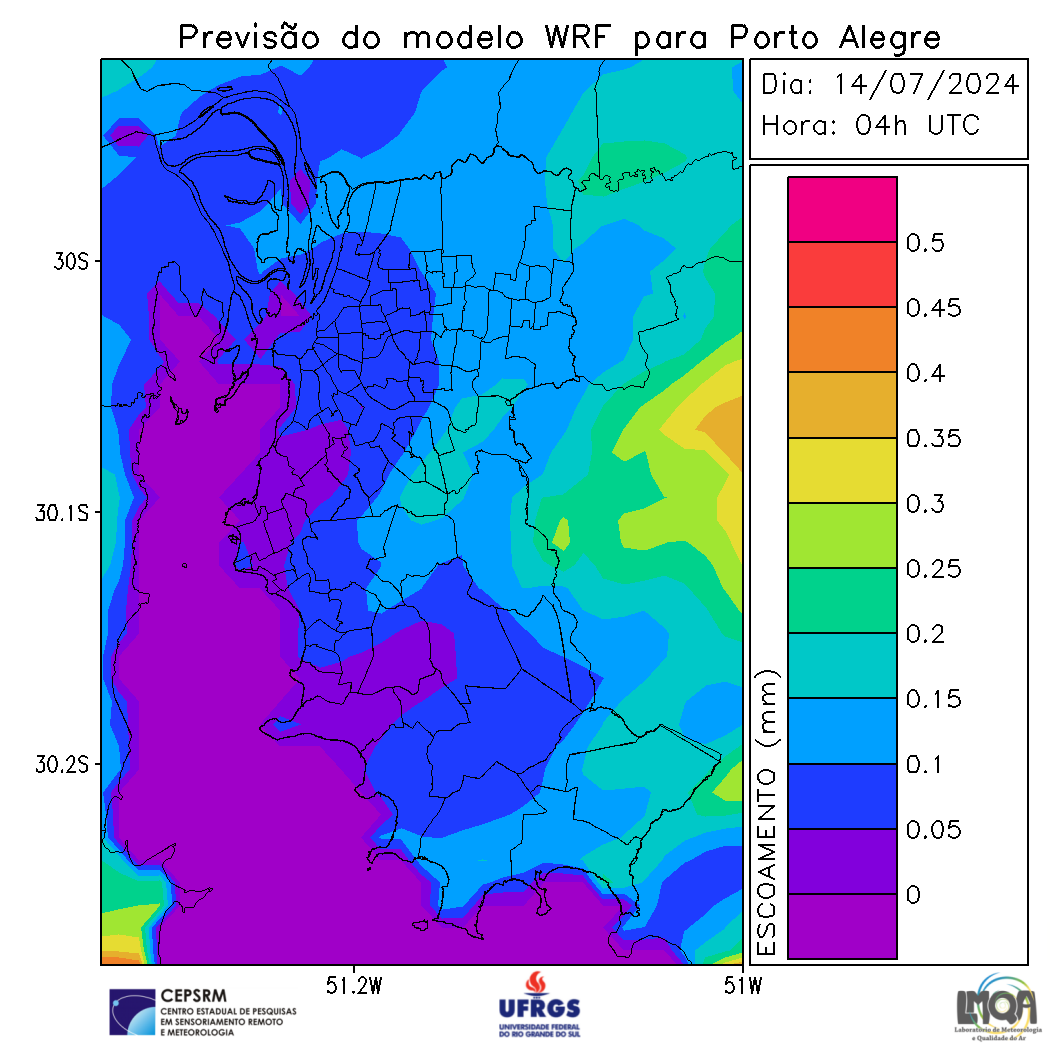 Previsão do modelo WRF para Porto Alegre
Dia: 14/07/2024
Hora: 04h UTC
30S
30.1S
30.2S
51.2W
51W
ESCOAMENTO (mm)
0.5
0.45
0.4
0.35
0.3
0.25
0.2
0.15
0.1
0.05
0
CEPSRM
CENTRO ESTADUAL DE PESQUISAS
EM SENSORIAMENTO REMOTO
E METEOROLOGIA
UFRGS
UNIVERSIDADE FEDERAL
DO RIO GRANDE DO SUL
LMQA
Laboratório de Meteorologia
e Qualidade do Ar